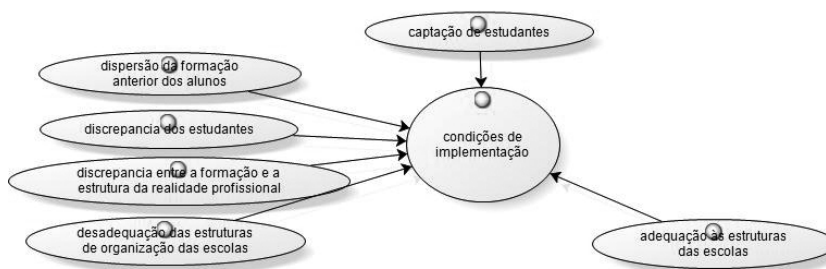 captação de estudantes
dispersão da formação
anterior dos alunos
discrepancia dos estudantes
condições de
implementação
discrepancia entre a formação e a
estrutura da realidade profissional
desadequação das estruturas
de organização das escolas
adequação às estruturas
das escolas